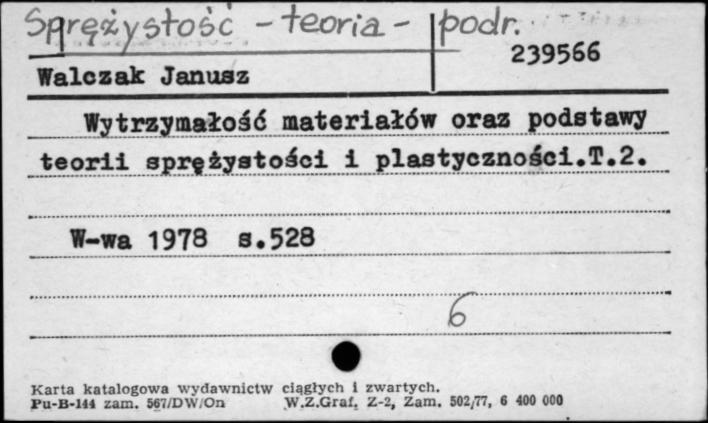 Sprężystość - teoria - podr.
239566
Walczak Janusz
Wytrzymałość materiałów oraz podstawy
teorii sprężystości i plastyczności.T.2.
W-wa 1978 s.528
6
Karta katalogowa wydawnictw ciągłych i zwartych.
Pu-B-144 zam. 567/DW/On W.Z.Graf. Z-2, Zam. 502/77, 6 400 000